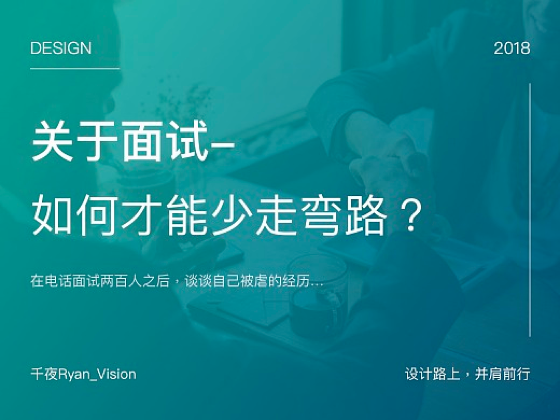 DESIGN
2018
关于面试–
如何才能少走弯路？
在电话面试两百人之后，谈谈自己被虐的经历...
千夜Ryan_Vision
设计路上，并肩前行